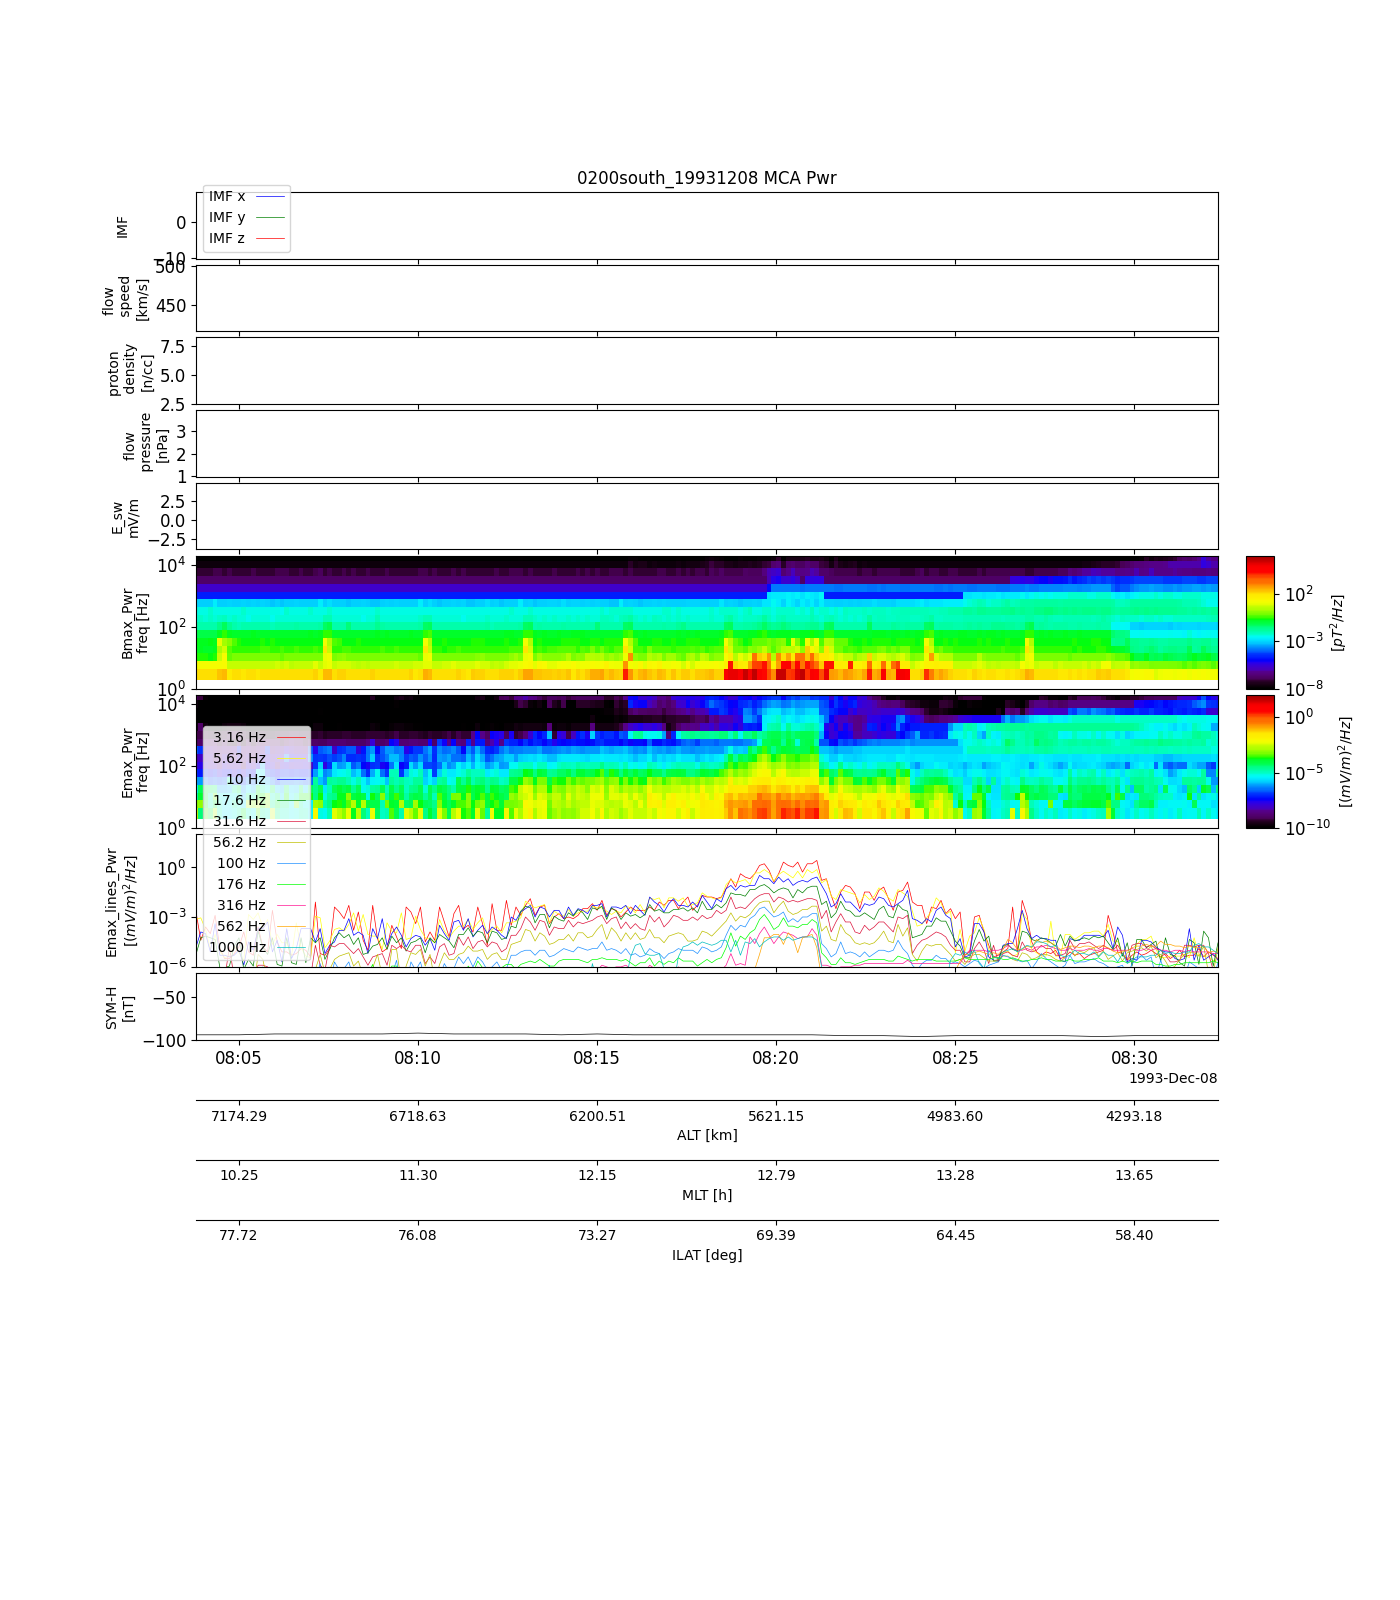 0200south_19931208 MCA Pwr
IMF
0
−10
IMF x
IMF y
IMF z
flow
speed
[km/s]
500
450
proton
density
[n/cc]
7.5
5.0
2.5
flow
pressure
[nPa]
3
2
1
E_sw
mV/m
2.5
0.0
−2.5
Bmax_Pwr
freq [Hz]
10^4
10^2
10^0
10^2
10^−3
10^−8
[pT^2/Hz]
Emax_Pwr
freq [Hz]
10^4
10^2
10^0
10^0
10^−5
10^−10
[(mV/m)^2/Hz]
3.16 Hz
5.62 Hz
10 Hz
17.6 Hz
31.6 Hz
56.2 Hz
100 Hz
176 Hz
316 Hz
562 Hz
1000 Hz
Emax_lines_Pwr
[(mV/m)^2/Hz]
10^0
10^−3
10^−6
SYM-H
[nT]
−50
−100
08:05 08:10 08:15 08:20 08:25 08:30
1993-Dec-08
7174.29 6718.63 6200.51 5621.15 4983.60 4293.18
ALT [km]
10.25 11.30 12.15 12.79 13.28 13.65
MLT [h]
77.72 76.08 73.27 69.39 64.45 58.40
ILAT [deg]